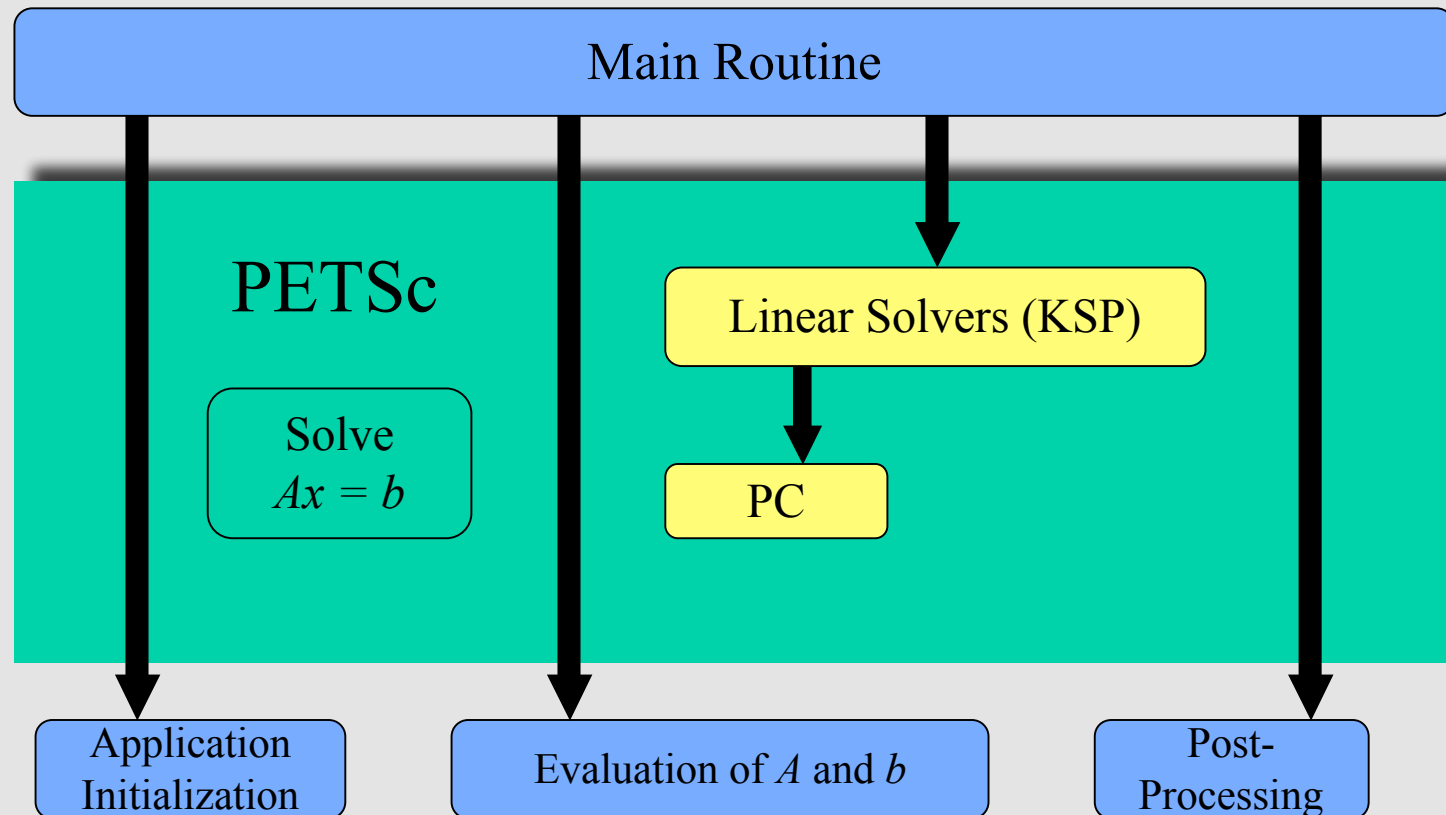 Main Routine
PETSc
Linear Solvers (KSP)
Solve
Ax = b
PC
Application
Initialization
Evaluation of A and b
Post-
Processing